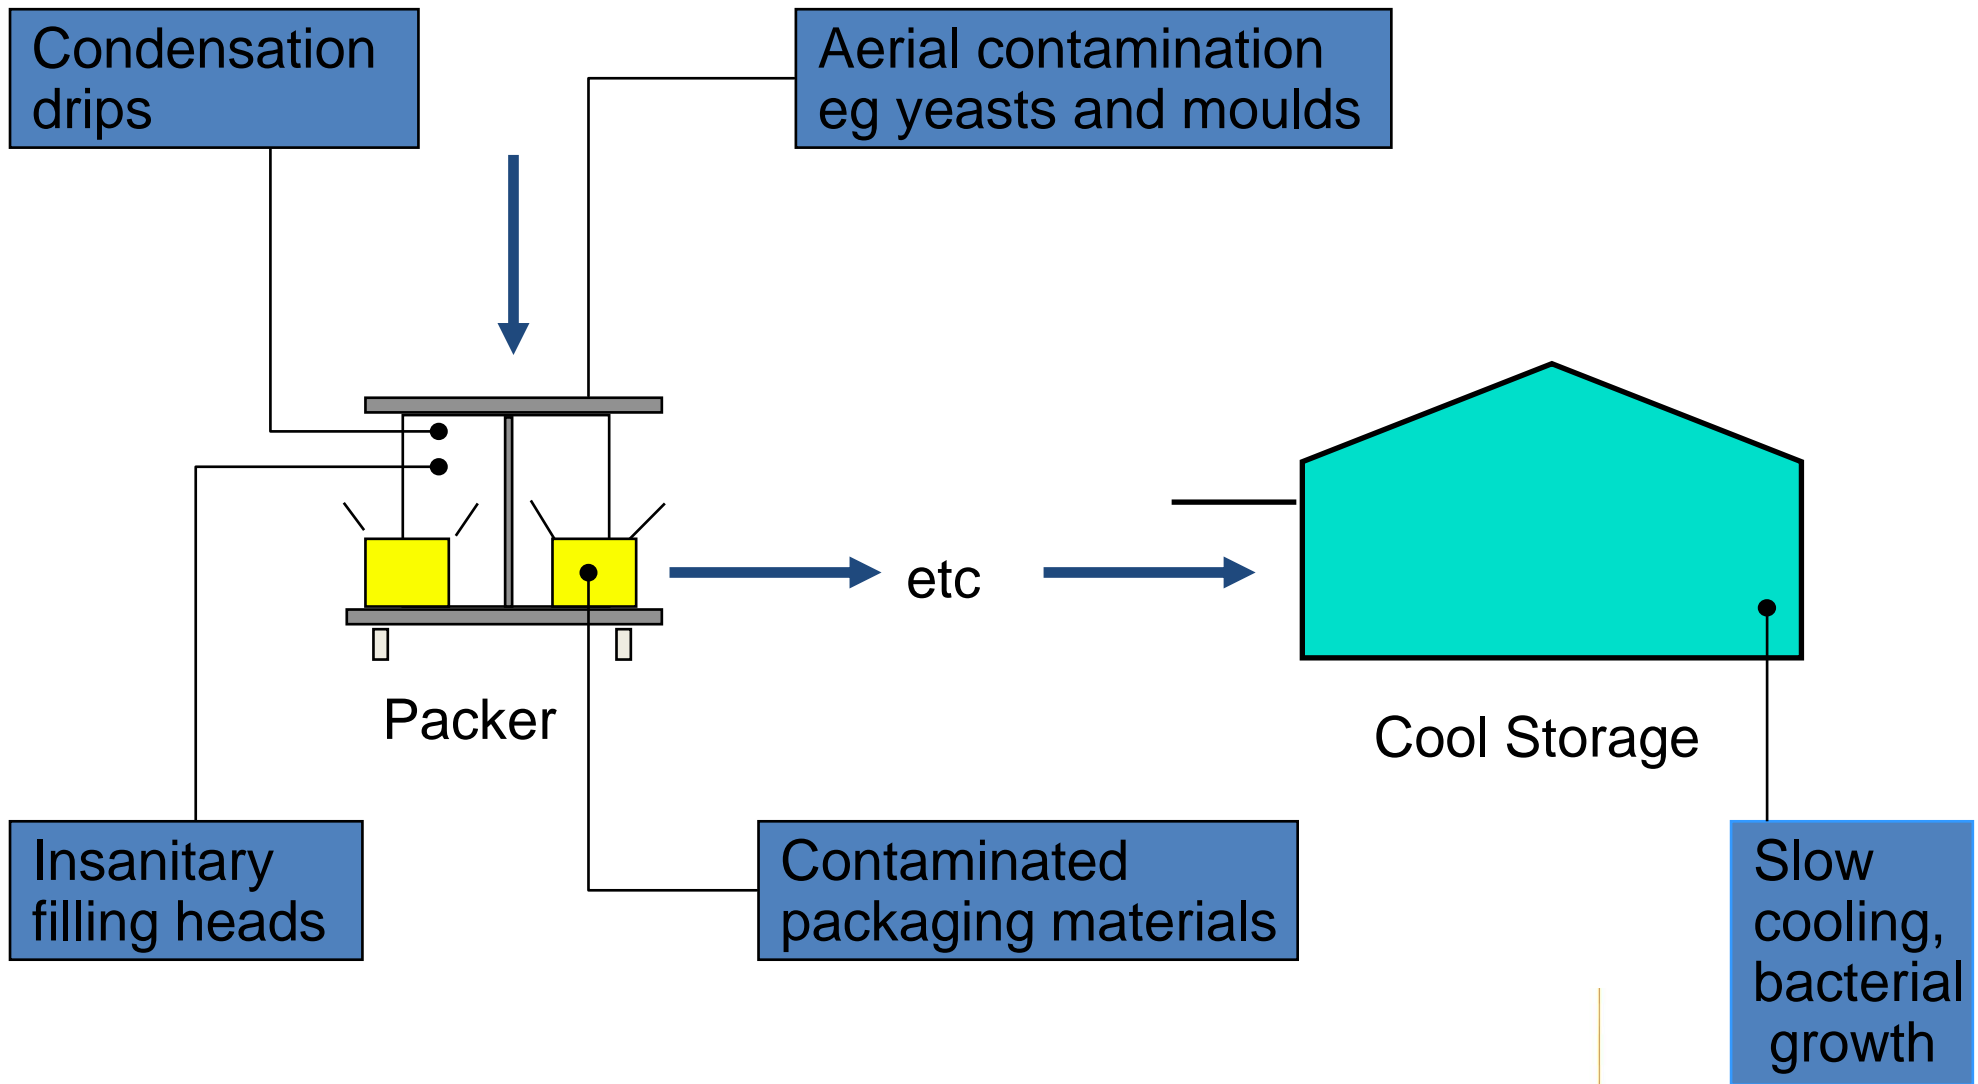 Condensation
drips
Aerial contamination
eg yeasts and moulds
etc
Packer
Cool Storage
Insanitary
filling heads
Contaminated
packaging materials
Slow
cooling,
bacterial
growth